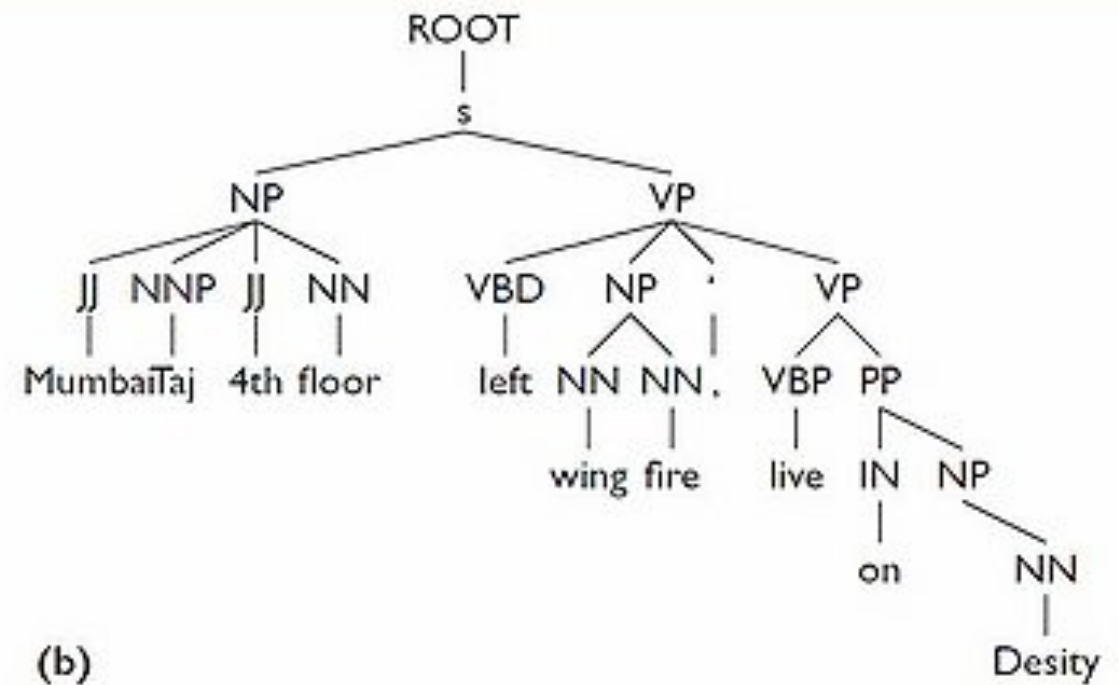 ROOT
s
NP VP
JJ NNP JJ NN VBD NP . VP
MumbaiTaj 4th floor left NN NN . VBP PP
wing fire live IN NP
on NN
(b) Desity